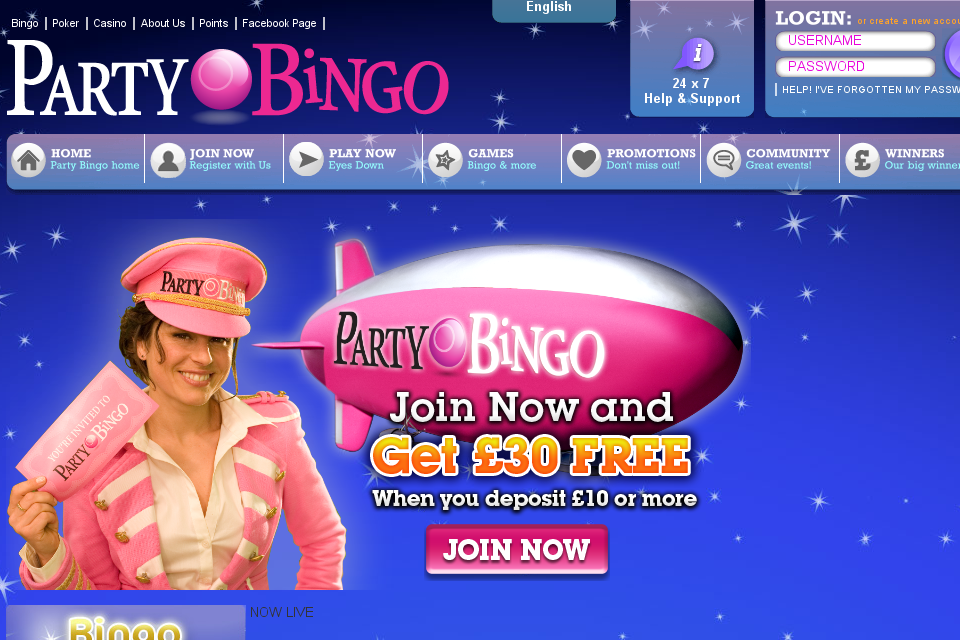 English
Bingo | Poker | Casino | About Us | Points | Facebook Page |
LOGIN: or create a new accou
USERNAME
PASSWORD
HELP! I'VE FORGOTTEN MY PASSW
i
24 x 7
Help & Support
PARTY BiNGO
HOME
Party Bingo home
JOIN NOW
Register with Us
PLAY NOW
Eyes Down
GAMES
Bingo & more
PROMOTIONS
Don't miss out!
COMMUNITY
Great events!
£
WINNERS
Our big winner
PARTY BiNGO
PARTY BiNGO
YOU'RE INVITED TO
PARTY BiNGO
Join Now and
Get £30 FREE
When you deposit £10 or more
JOIN NOW
NOW LIVE
Bingo